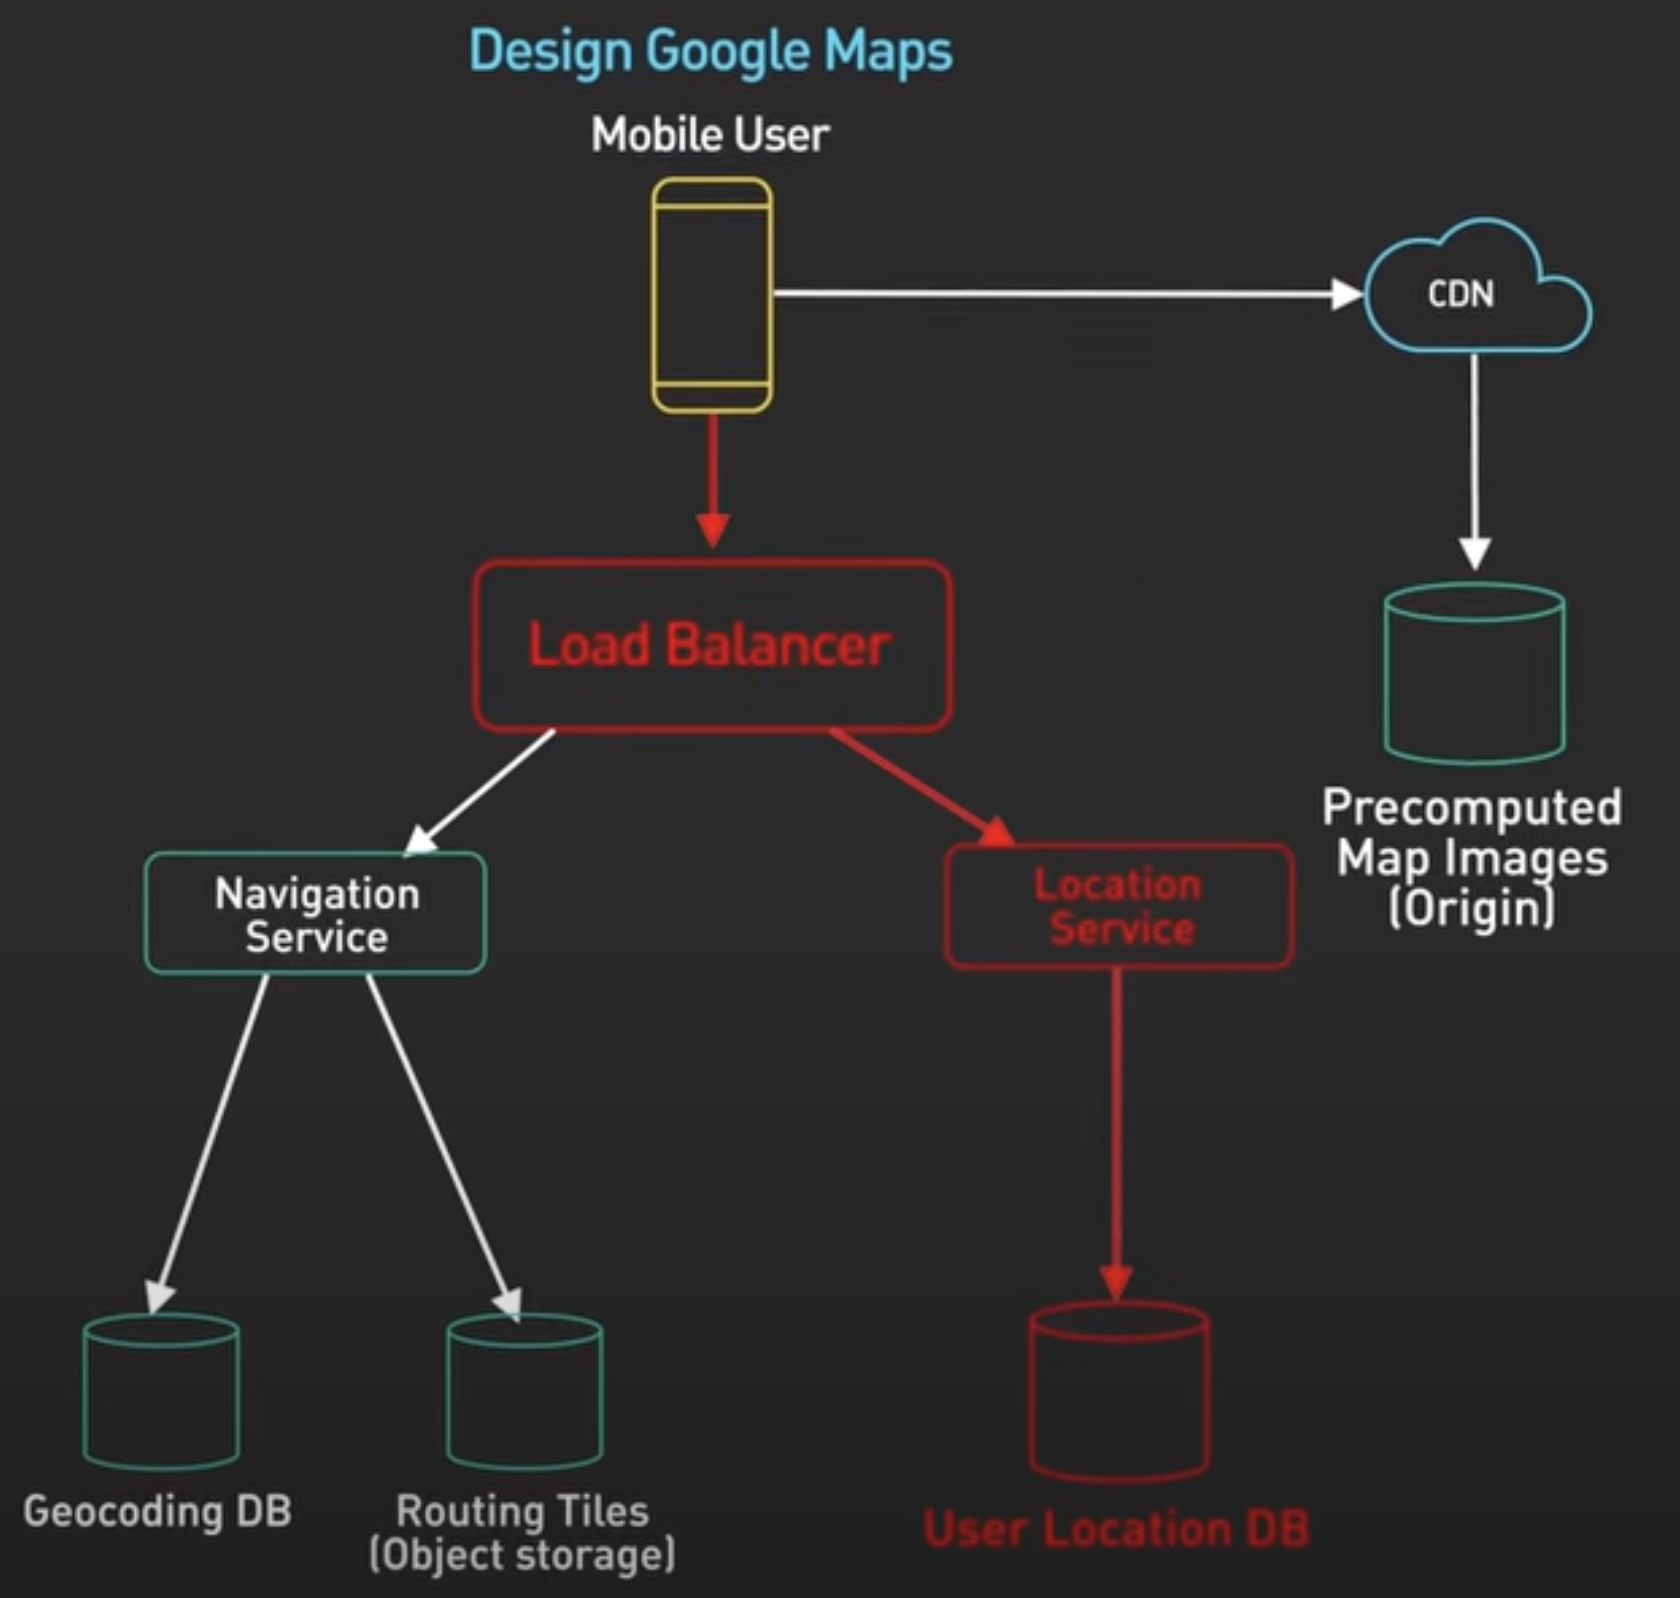 Design Google Maps
Mobile User
CDN
Load Balancer
Precomputed
Map Images
(Origin)
Navigation
Service
Location
Service
Geocoding DB
Routing Tiles
(Object storage)
User Location DB